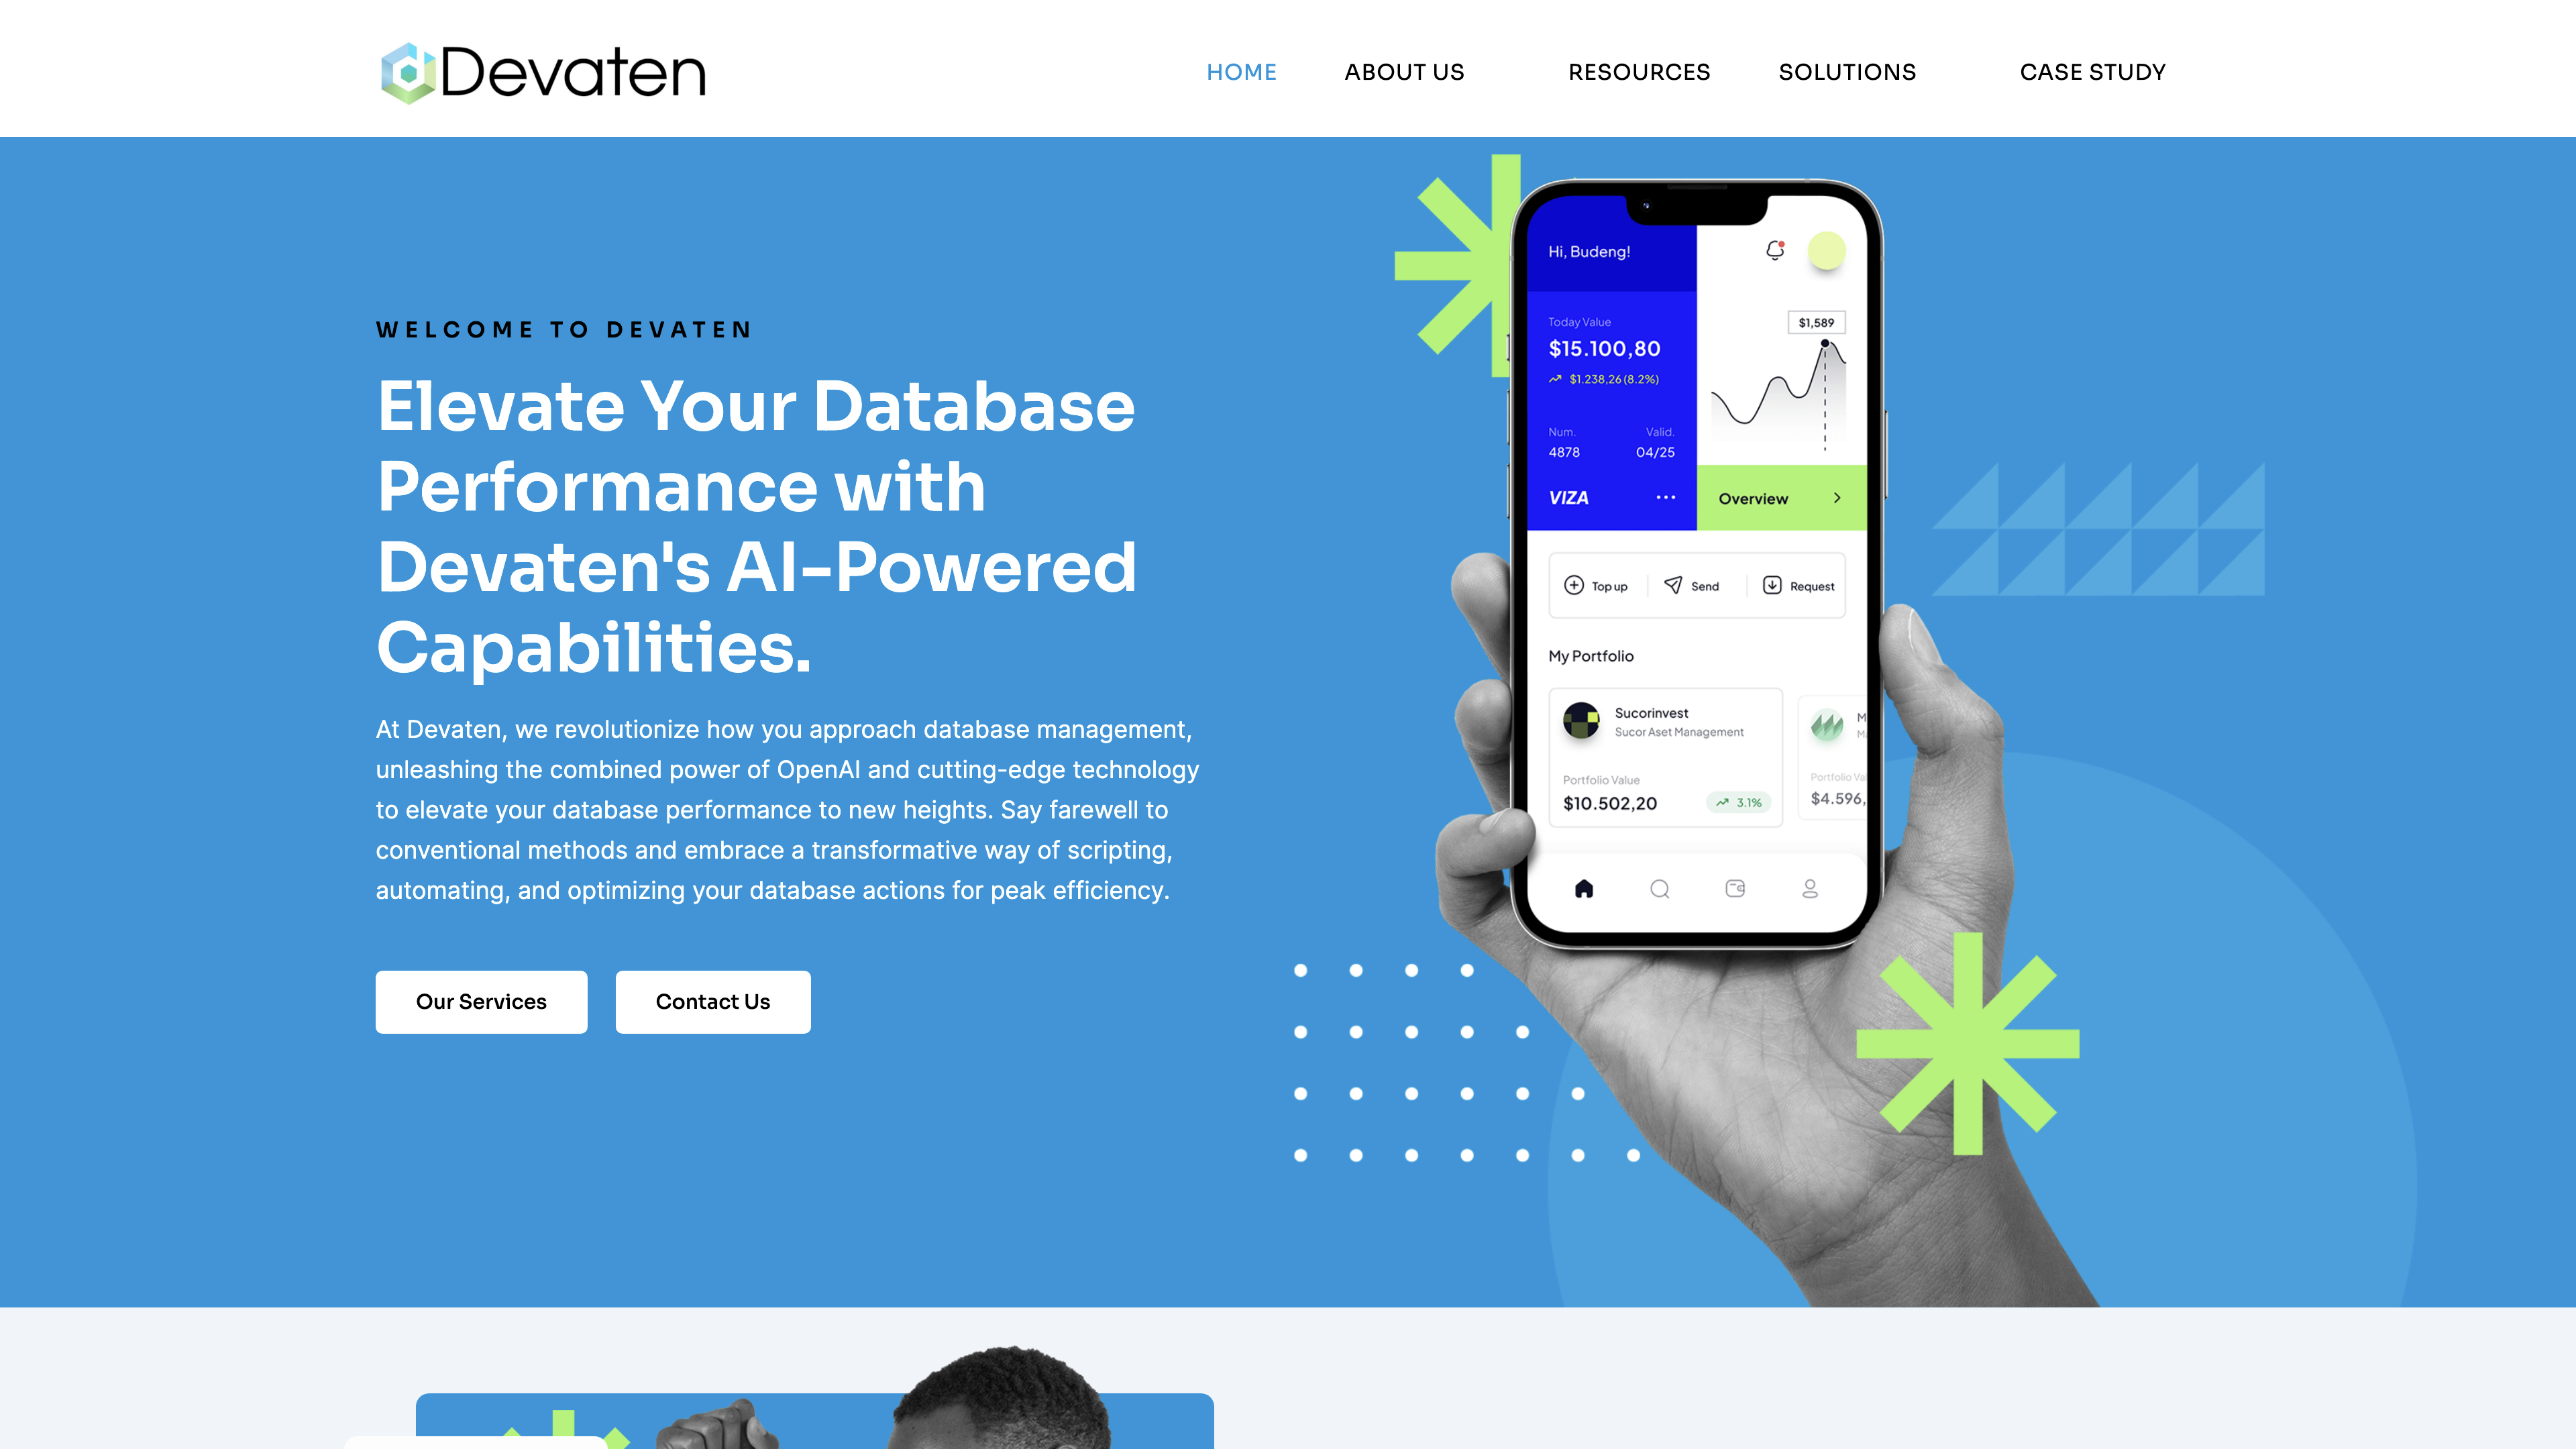 Devaten
HOME
ABOUT US
RESOURCES
SOLUTIONS
CASE STUDY
WELCOME TO DEVATEN
Elevate Your Database
Performance with
Devaten's AI-Powered
Capabilities.
At Devaten, we revolutionize how you approach database management,
unleashing the combined power of OpenAI and cutting-edge technology
to elevate your database performance to new heights. Say farewell to
conventional methods and embrace a transformative way of scripting,
automating, and optimizing your database actions for peak efficiency.
Our Services
Contact Us
Hi, Budeng!
Today Value
$15.100,80
$1.238,26 (8.2%)
Num.
Valid.
4878
04/25
VIZA
$1,589
Overview
Top up
Send
Request
My Portfolio
Sucorinvest
Sucor Aset Management
Portfolio Value
$10.502,20
3.1%
Portfolio
$4.596,